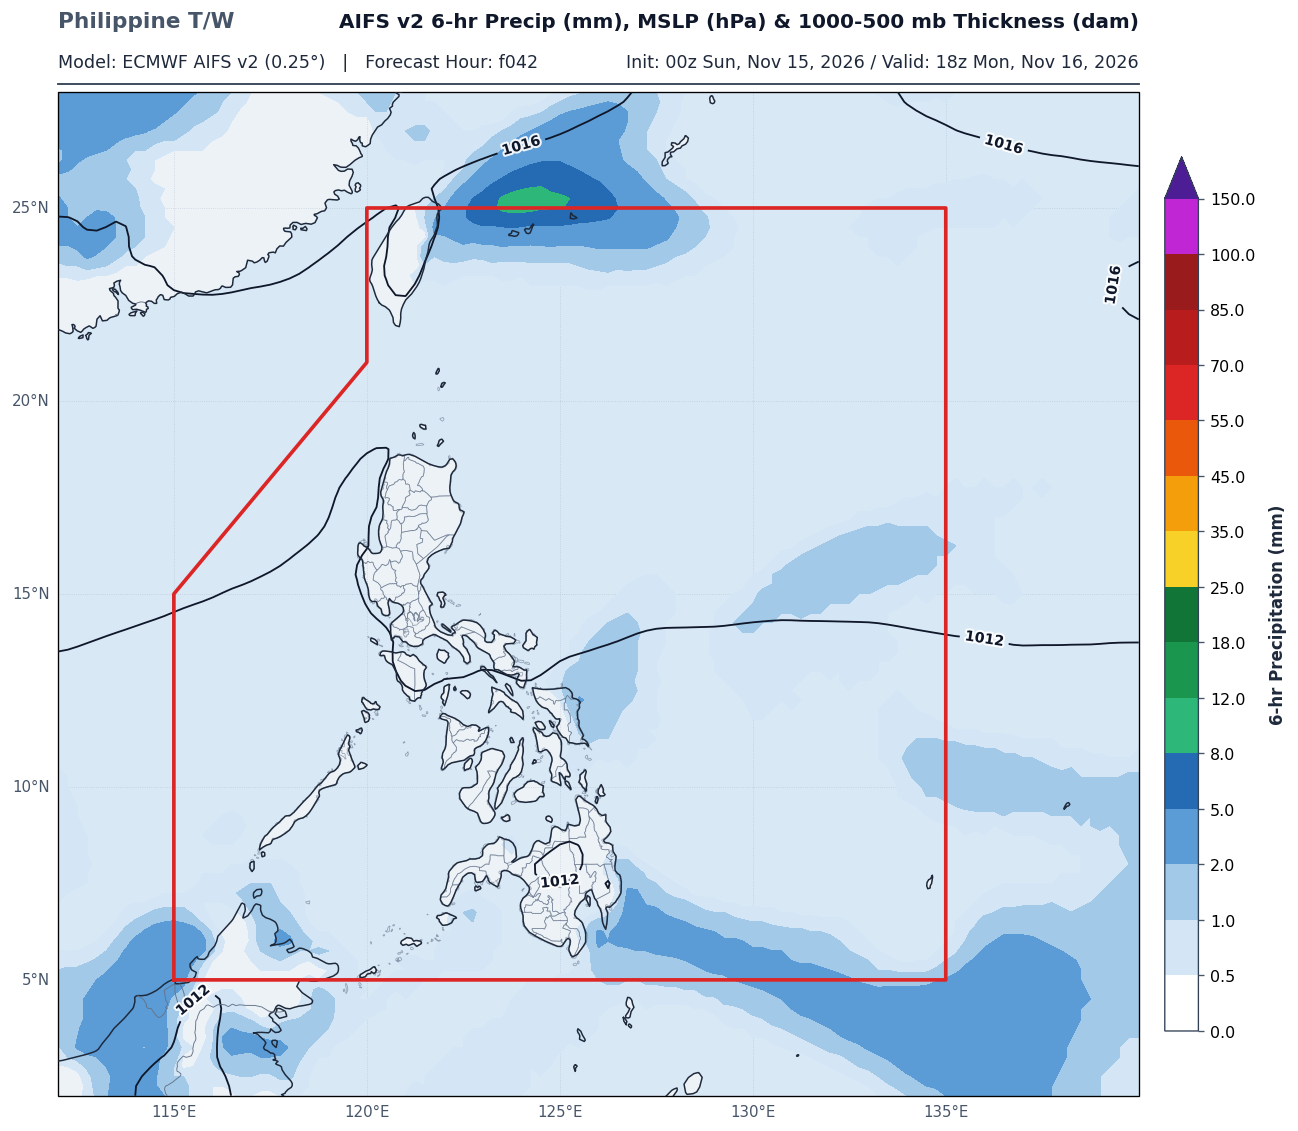 Philippine T/W
AIFS v2 6-hr Precip (mm), MSLP (hPa) & 1000-500 mb Thickness (dam)
Model: ECMWF AIFS v2 (0.25°) | Forecast Hour: f042
Init: 00z Sun, Nov 15, 2026 / Valid: 18z Mon, Nov 16, 2026
1016
1016
1016
1012
1012
1012
25°N
20°N
15°N
10°N
5°N
115°E
120°E
125°E
130°E
135°E
150.0
100.0
85.0
70.0
55.0
45.0
35.0
25.0
18.0
12.0
8.0
5.0
2.0
1.0
0.5
0.0
6-hr Precipitation (mm)